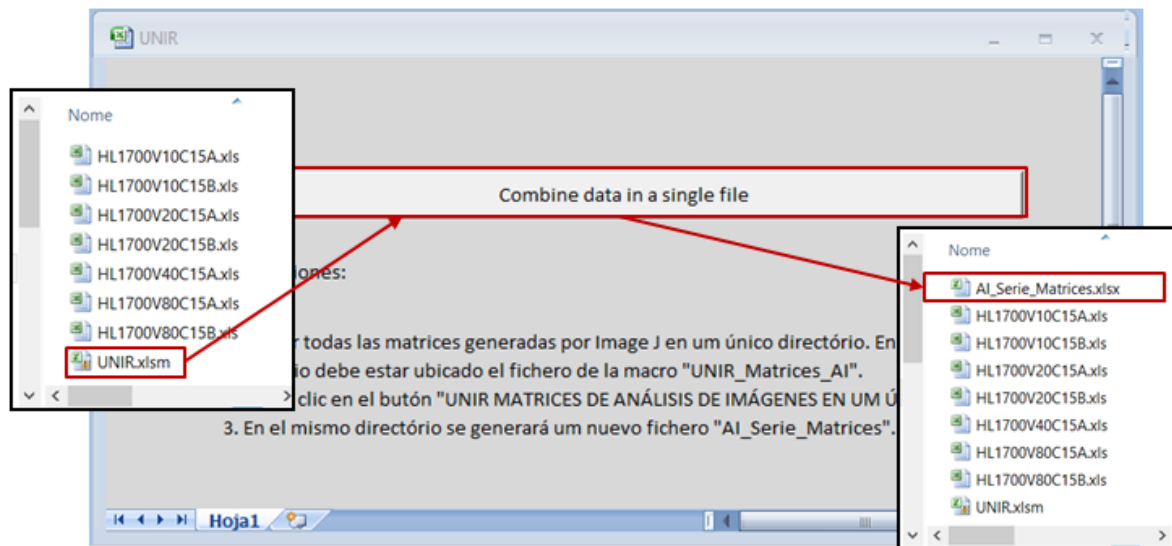 UNIR
Nome
HL1700V10C15A.xls
HL1700V10C15B.xls
HL1700V20C15A.xls
HL1700V20C15B.xls
HL1700V40C15A.xls
HL1700V80C15A.xls
HL1700V80C15B.xls
UNIR.xlsm
Combine data in a single file
iones:
r todas las matrices generadas por Image J en um único directório. En
io debe estar ubicado el fichero de la macro "UNIR_Matrices_AI".
clic en el butón "UNIR MATRICES DE ANÁLISIS DE IMÁGENES EN UM Ú
3. En el mismo directório se generará um nuevo fichero "AI_Serie_Matrices".
Nome
AI_Serie_Matrices.xlsx
HL1700V10C15A.xls
HL1700V10C15B.xls
HL1700V20C15A.xls
HL1700V20C15B.xls
HL1700V40C15A.xls
HL1700V80C15A.xls
HL1700V80C15B.xls
UNIR.xlsm
Hoja1